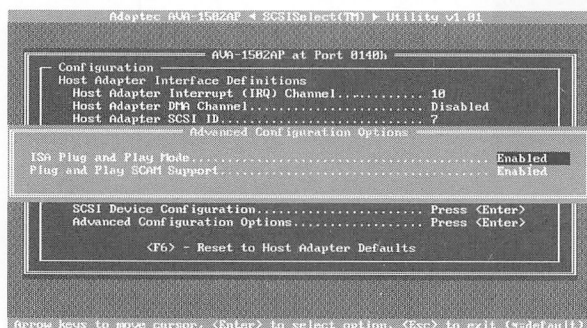 Adaptec AVA-1502AP ◄ SCSISelect(TM) ► Utility v1.01
AVA-1502AP at Port 0140h
Configuration
Host Adapter Interface Definitions
Host Adapter Interrupt (IRQ) Channel............ 10
Host Adapter DMA Channel........................ Disabled
Host Adapter SCSI ID............................ 7
Advanced Configuration Options
ISA Plug and Play Mode.......................................... Enabled
Plug and Play SCAM Support...................................... Enabled
SCSI Device Configuration....................... Press <Enter>
Advanced Configuration Options.................. Press <Enter>
<F6> - Reset to Host Adapter Defaults
Arrow keys to move cursor, <Enter> to select option, <Esc> to exit (*=default)